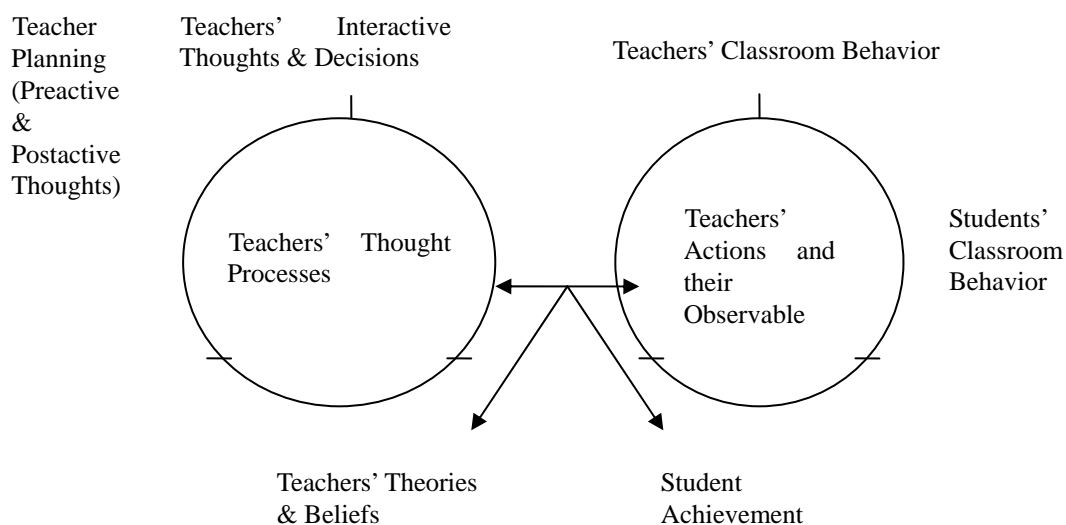 Teacher
Planning
(Preactive
&
Postactive
Thoughts)
Teachers’ Interactive
Thoughts & Decisions
Teachers’ Classroom Behavior
Teachers’ Thought
Processes
Teachers’
Actions and
their
Observable
Students’
Classroom
Behavior
Teachers’ Theories
& Beliefs
Student
Achievement